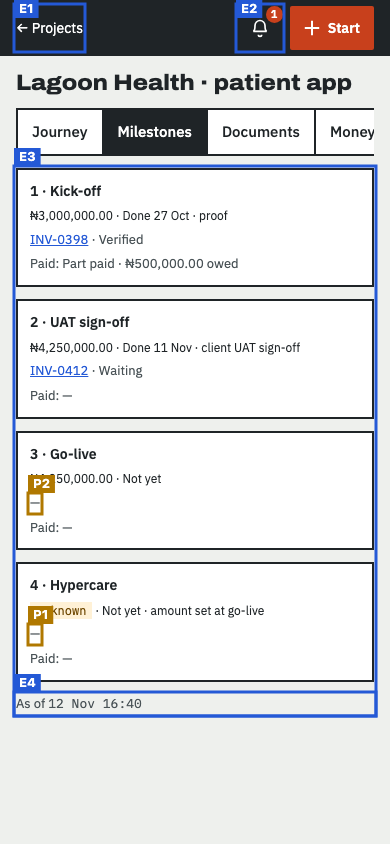 E1
E2
← Projects
1
+ Start
Lagoon Health · patient app
Journey
Milestones
Documents
Money
E3
1 · Kick-off
₦3,000,000.00 · Done 27 Oct · proof
INV-0398 · Verified
Paid: Part paid · ₦500,000.00 owed
2 · UAT sign-off
₦4,250,000.00 · Done 11 Nov · client UAT sign-off
INV-0412 · Waiting
Paid: —
3 · Go-live
P2
250,000.00 · Not yet
—
Paid: —
4 · Hypercare
P1
· Not yet · amount set at go-live
—
Paid: —
E4
As of 12 Nov 16:40